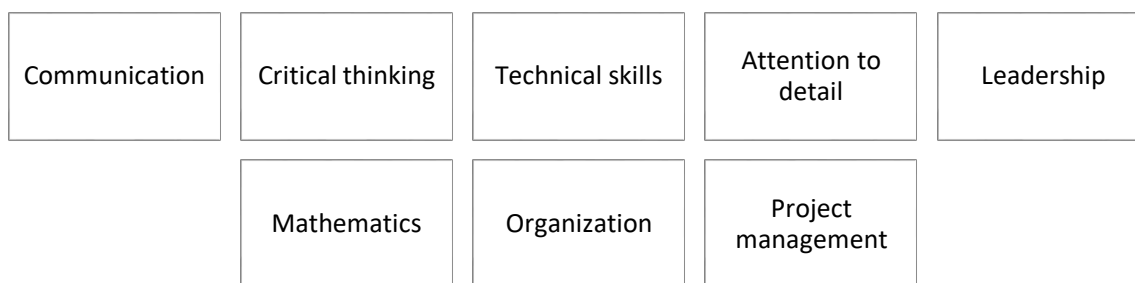 Communication
Critical thinking
Technical skills
Attention to
detail
Leadership
Mathematics
Organization
Project
management